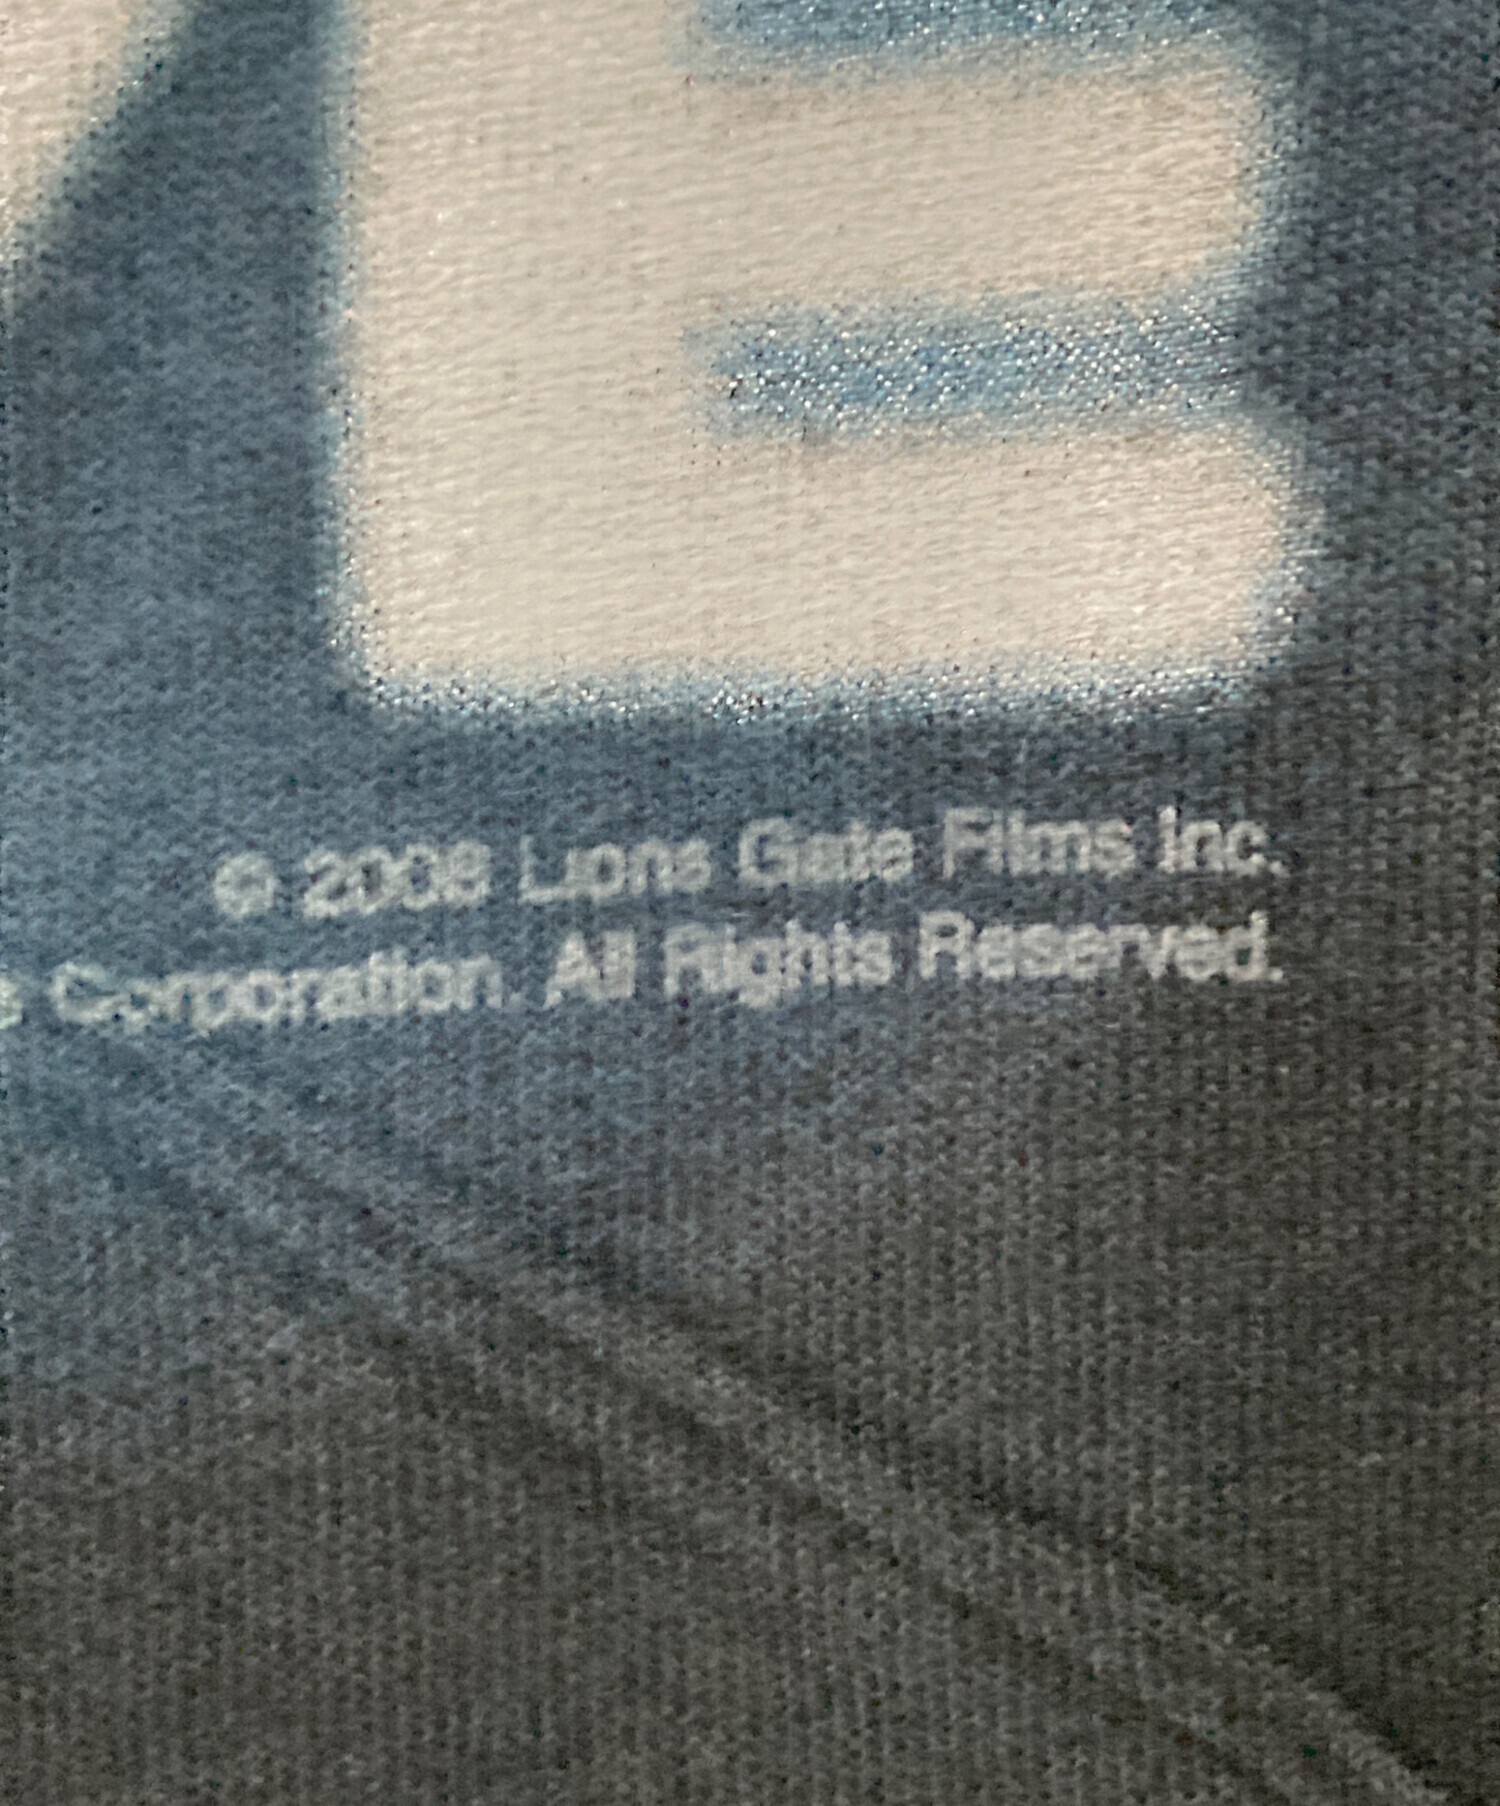 E
© 2008 Lions Gate Films Inc.
s Corporation. All Rights Reserved.